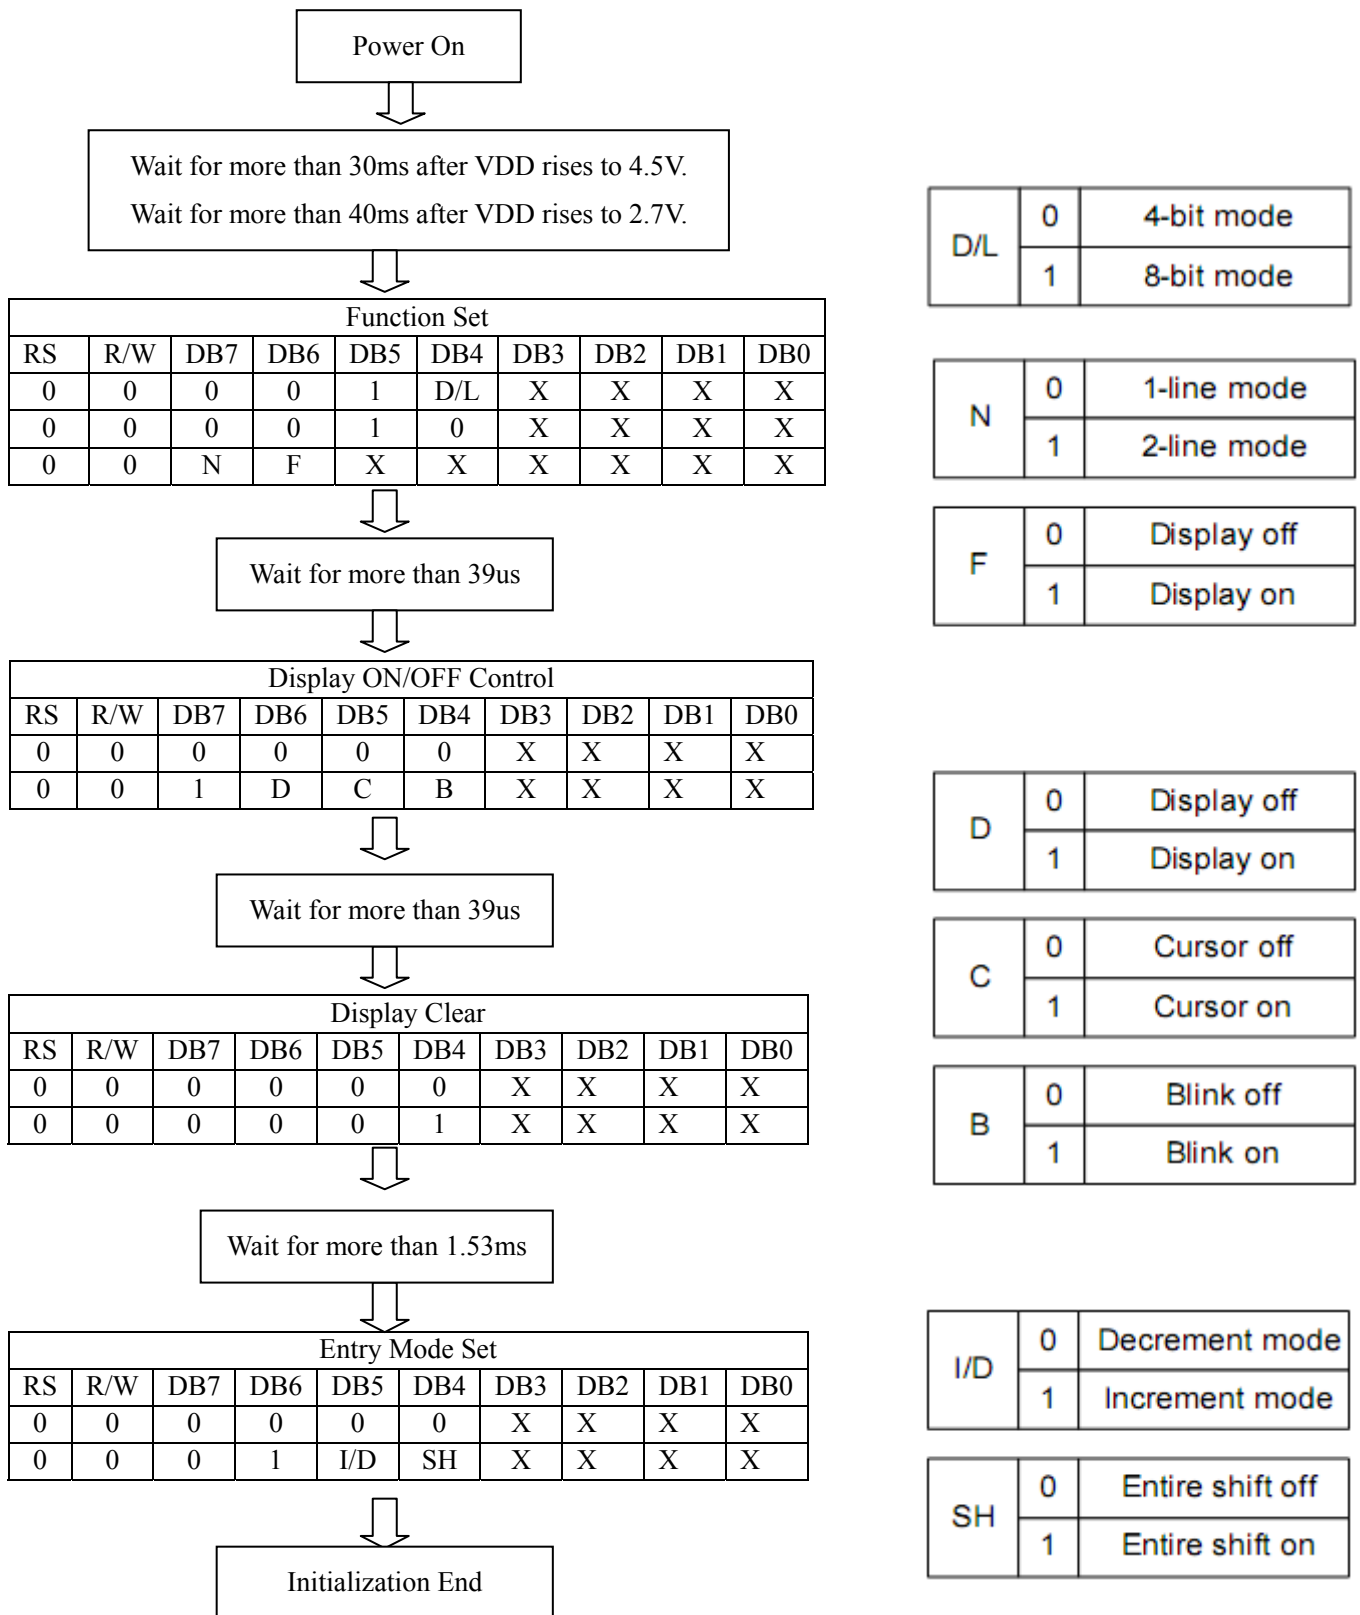 Power On
Wait for more than 30ms after VDD rises to 4.5V.
Wait for more than 40ms after VDD rises to 2.7V.
Function Set
RS R/W DB7 DB6 DB5 DB4 DB3 DB2 DB1 DB0
0 0 0 0 1 D/L X X X X
0 0 0 0 1 0 X X X X
0 0 N F X X X X X X
Wait for more than 39us
Display ON/OFF Control
RS R/W DB7 DB6 DB5 DB4 DB3 DB2 DB1 DB0
0 0 0 0 0 0 X X X X
0 0 1 D C B X X X X
Wait for more than 39us
Display Clear
RS R/W DB7 DB6 DB5 DB4 DB3 DB2 DB1 DB0
0 0 0 0 0 0 X X X X
0 0 0 0 0 1 X X X X
Wait for more than 1.53ms
Entry Mode Set
RS R/W DB7 DB6 DB5 DB4 DB3 DB2 DB1 DB0
0 0 0 0 0 0 X X X X
0 0 0 1 I/D SH X X X X
Initialization End
D/L
0 4-bit mode
1 8-bit mode
N
0 1-line mode
1 2-line mode
F
0 Display off
1 Display on
D
0 Display off
1 Display on
C
0 Cursor off
1 Cursor on
B
0 Blink off
1 Blink on
I/D
0 Decrement mode
1 Increment mode
SH
0 Entire shift off
1 Entire shift on